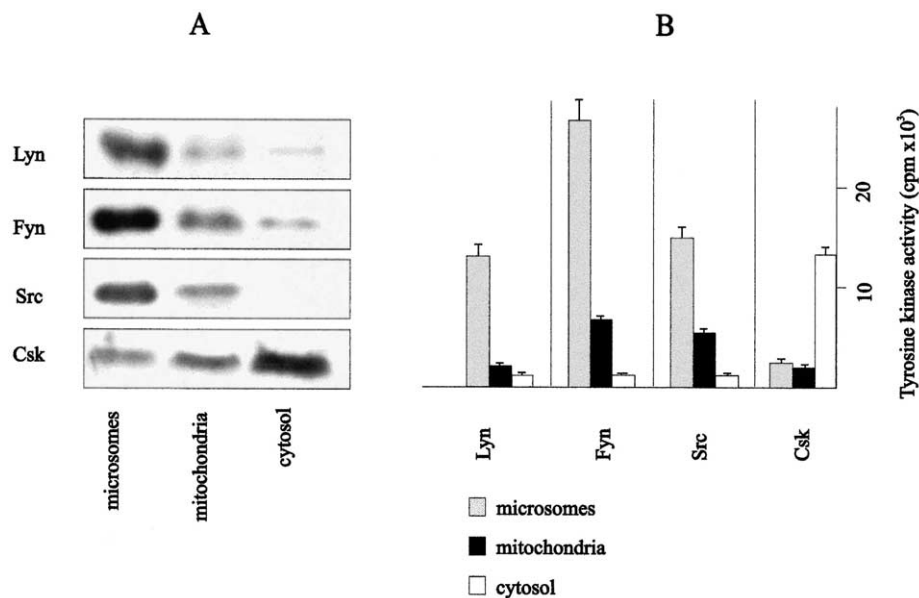 A
B
Lyn
Fyn
Src
Csk
microsomes
mitochondria
cytosol
Tyrosine kinase activity (cpm x10³)
20
10
Lyn
Fyn
Src
Csk
microsomes
mitochondria
cytosol